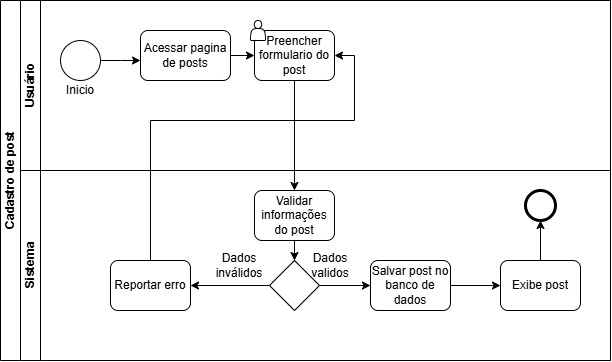 Cadastro de post
Usuário
Inicio
Acessar pagina
de posts
Preencher
formulario do
post
Sistema
Validar
informações
do post
Dados
inválidos
Dados
validos
Reportar erro
Salvar post no
banco de
dados
Exibe post